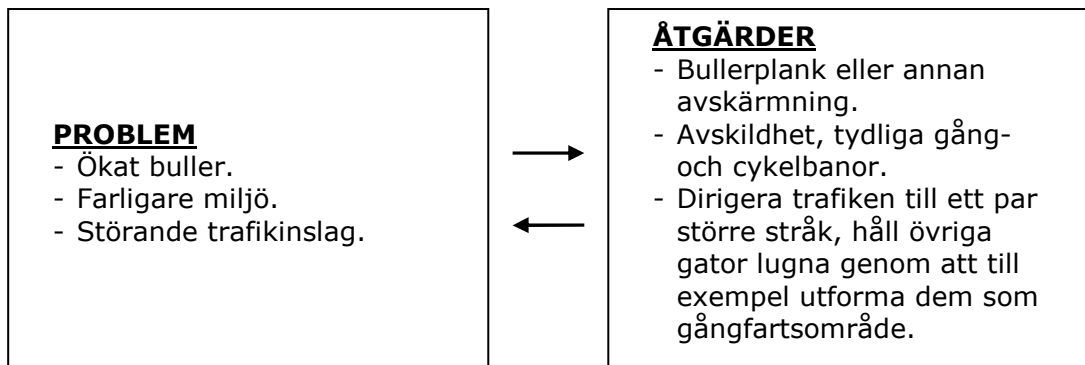 PROBLEM
- Ökat buller.
- Farligare miljö.
- Störande trafikinslag.
ÅTGÄRDER
- Bullerplank eller annan
avskärmning.
- Avskildhet, tydliga gång-
och cykelbanor.
- Dirigera trafiken till ett par
större stråk, håll övriga
gator lugna genom att till
exempel utforma dem som
gångfartsområde.